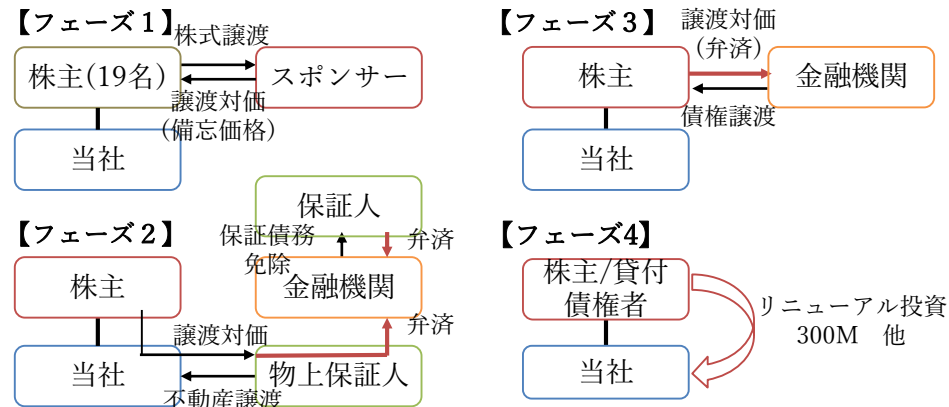 【フェーズ１】
株式譲渡
株主(19名)
スポンサー
譲渡対価
(備忘価格)
当社
【フェーズ２】
保証人
保証債務
免除
弁済
株主
金融機関
譲渡対価
弁済
当社
物上保証人
不動産譲渡
【フェーズ３】
譲渡対価
(弁済)
株主
金融機関
債権譲渡
当社
【フェーズ4】
株主/貸付
債権者
リニューアル投資
300M　他
当社